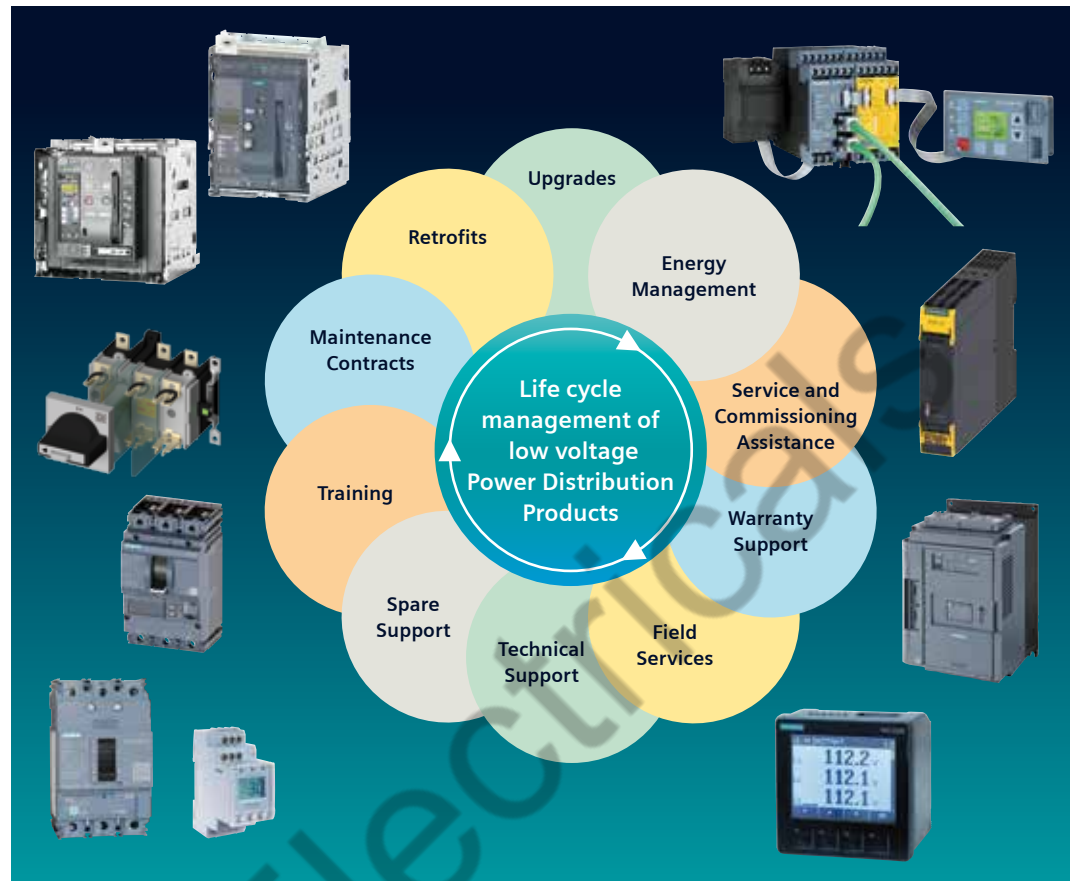 Upgrades
Retrofits
Energy
Management
Maintenance
Contracts
Life cycle
management of
low voltage
Power Distribution
Products
Service and
Commissioning
Assistance
Training
Warranty
Support
Spare
Support
Technical
Support
Field
Services
112.2
112.1
112.1
Electricals